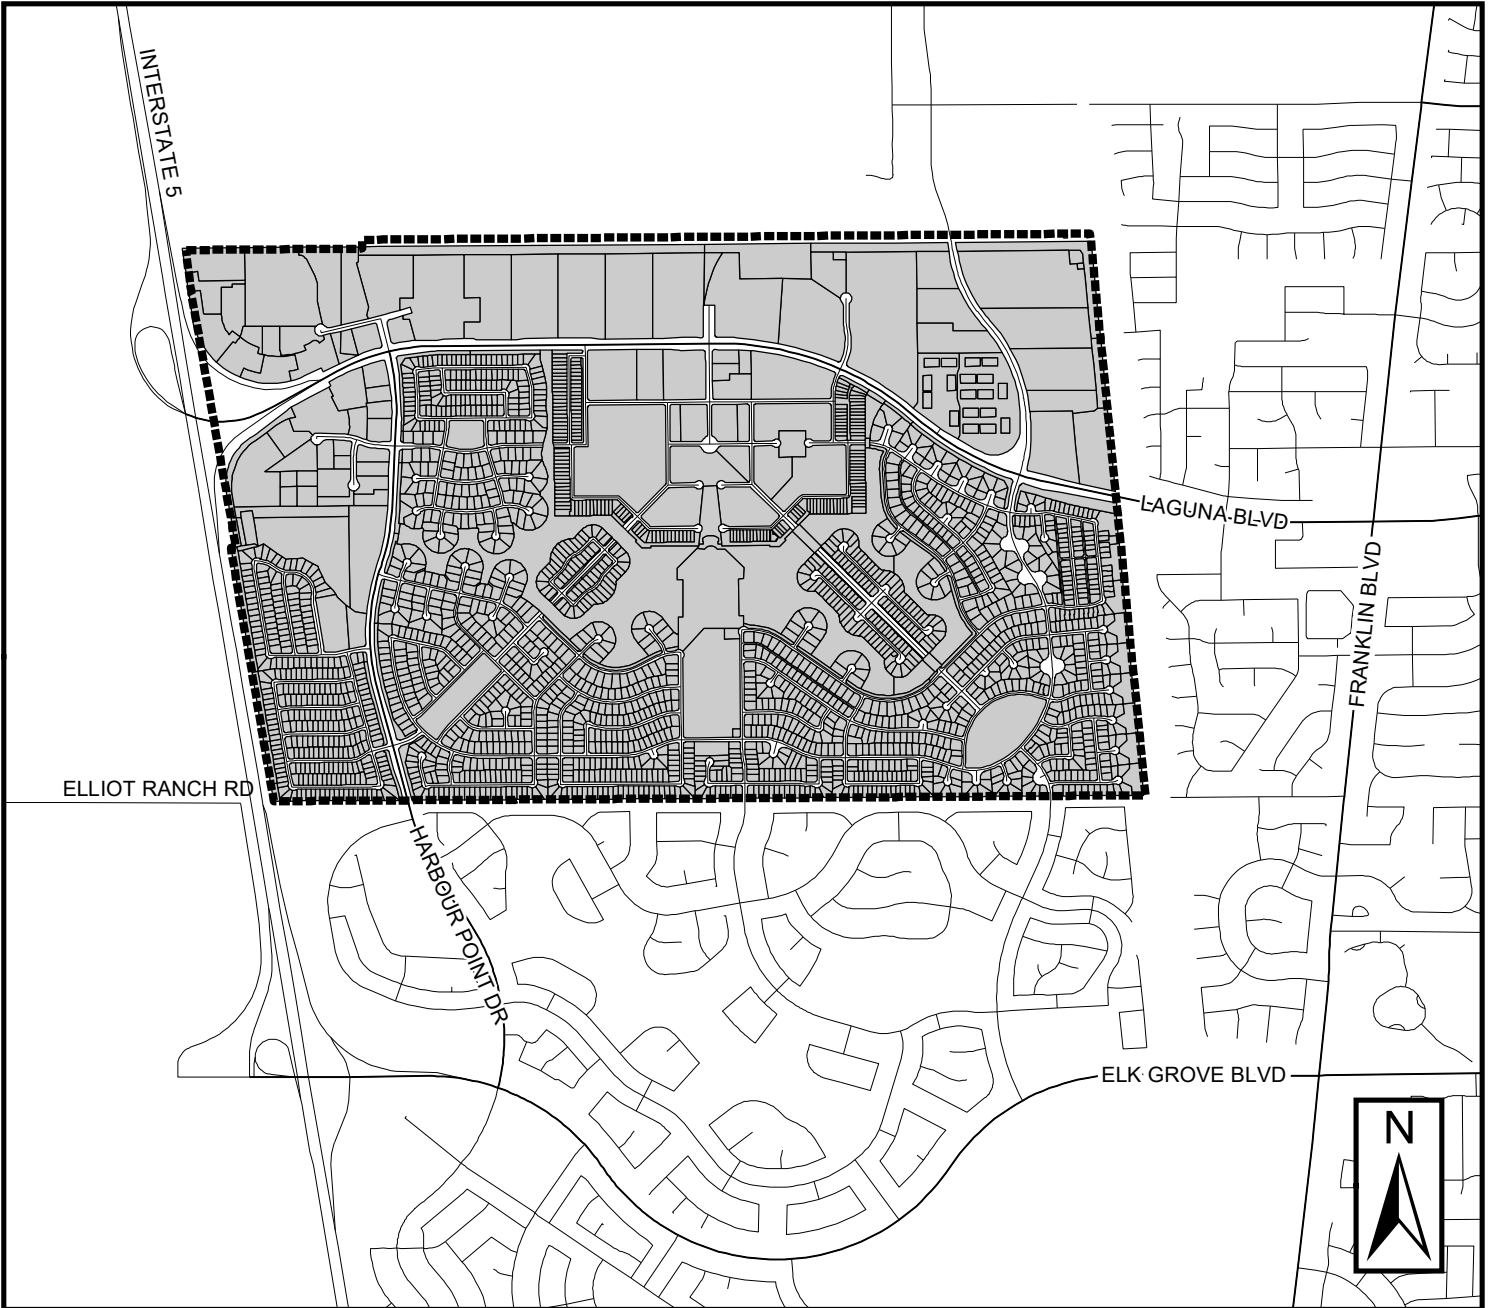 INTERSTATE 5
LAGUNA BLVD
FRANKLIN BLVD
ELLIOT RANCH RD
HARBOUR POINT DR
ELK GROVE BLVD
N